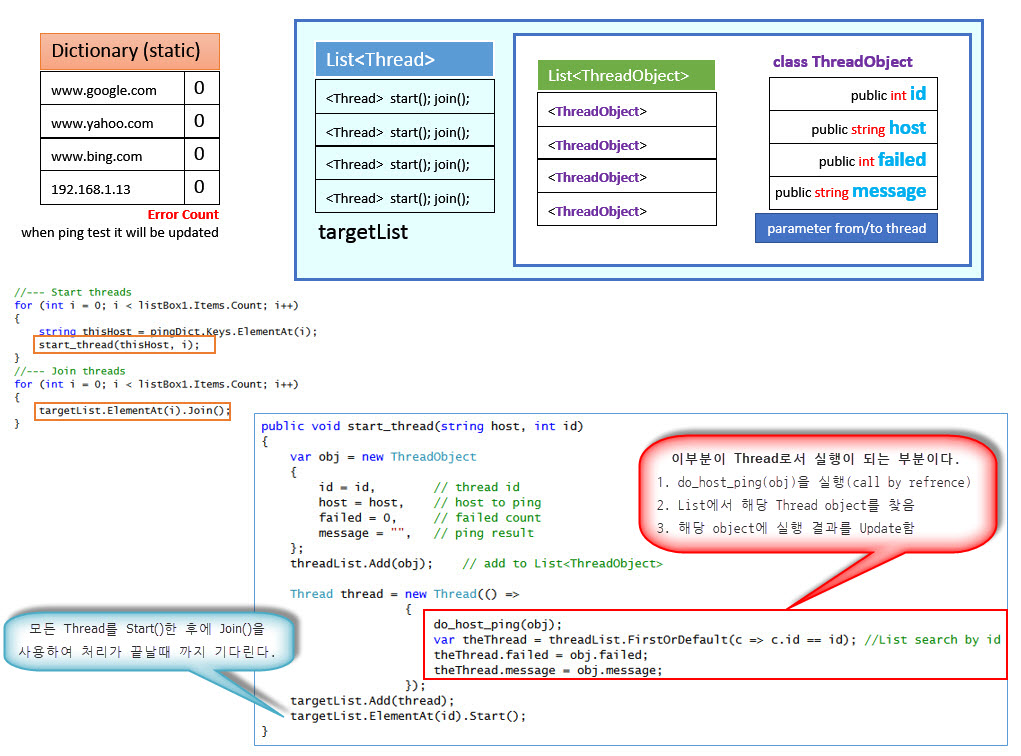 Dictionary (static)
www.google.com 0
www.yahoo.com 0
www.bing.com 0
192.168.1.13 0
Error Count
when ping test it will be updated
List<Thread>
<Thread> start(); join();
<Thread> start(); join();
<Thread> start(); join();
<Thread> start(); join();
targetList
List<ThreadObject>
<ThreadObject>
<ThreadObject>
<ThreadObject>
<ThreadObject>
class ThreadObject
public int id
public string host
public int failed
public string message
parameter from/to thread
//--- Start threads
for (int i = 0; i < listBox1.Items.Count; i++)
{
string thisHost = pingDict.Keys.ElementAt(i);
start_thread(thisHost, i);
}
//--- Join threads
for (int i = 0; i < listBox1.Items.Count; i++)
{
targetList.ElementAt(i).Join();
}
public void start_thread(string host, int id)
{
var obj = new ThreadObject
{
id = id, // thread id
host = host, // host to ping
failed = 0, // failed count
message = "", // ping result
};
threadList.Add(obj); // add to List<ThreadObject>
Thread thread = new Thread(() =>
{
do_host_ping(obj);
var theThread = threadList.FirstOrDefault(c => c.id == id); //List search by id
theThread.failed = obj.failed;
theThread.message = obj.message;
});
targetList.Add(thread);
targetList.ElementAt(id).Start();
}
이부분이 Thread로서 실행이 되는 부분이다.
1. do_host_ping(obj)을 실행(call by refrence)
2. List에서 해당 Thread object를 찾음
3. 해당 object에 실행 결과를 Update함
모든 Thread를 Start()한 후에 Join()을
사용하여 처리가 끝날때 까지 기다린다.